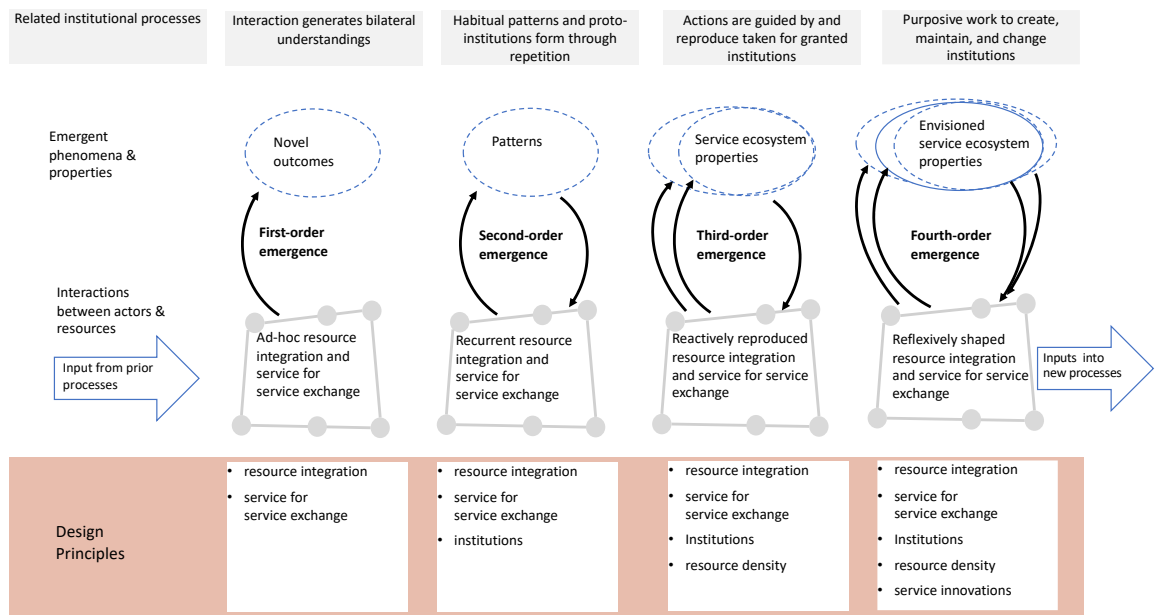 Related institutional processes
Interaction generates bilateral
understandings
Habitual patterns and proto-
institutions form through
repetition
Actions are guided by and
reproduce taken for granted
institutions
Purposive work to create,
maintain, and change
institutions
Emergent
phenomena &
properties
Novel
outcomes
Patterns
Service ecosystem
properties
Envisioned
service ecosystem
properties
First-order
emergence
Second-order
emergence
Third-order
emergence
Fourth-order
emergence
Interactions
between actors &
resources
Input from prior
processes
Ad-hoc resource
integration and
service for
service exchange
Recurrent resource
integration and
service for
service exchange
Reactively reproduced
resource integration
and service for service
exchange
Reflexively shaped
resource integration
and service for service
exchange
Inputs into
new processes
Design
Principles
• resource integration
• service for
service exchange
• resource integration
• service for
service exchange
• institutions
• resource integration
• service for
service exchange
• Institutions
• resource density
• resource integration
• service for
service exchange
• Institutions
• resource density
• service innovations